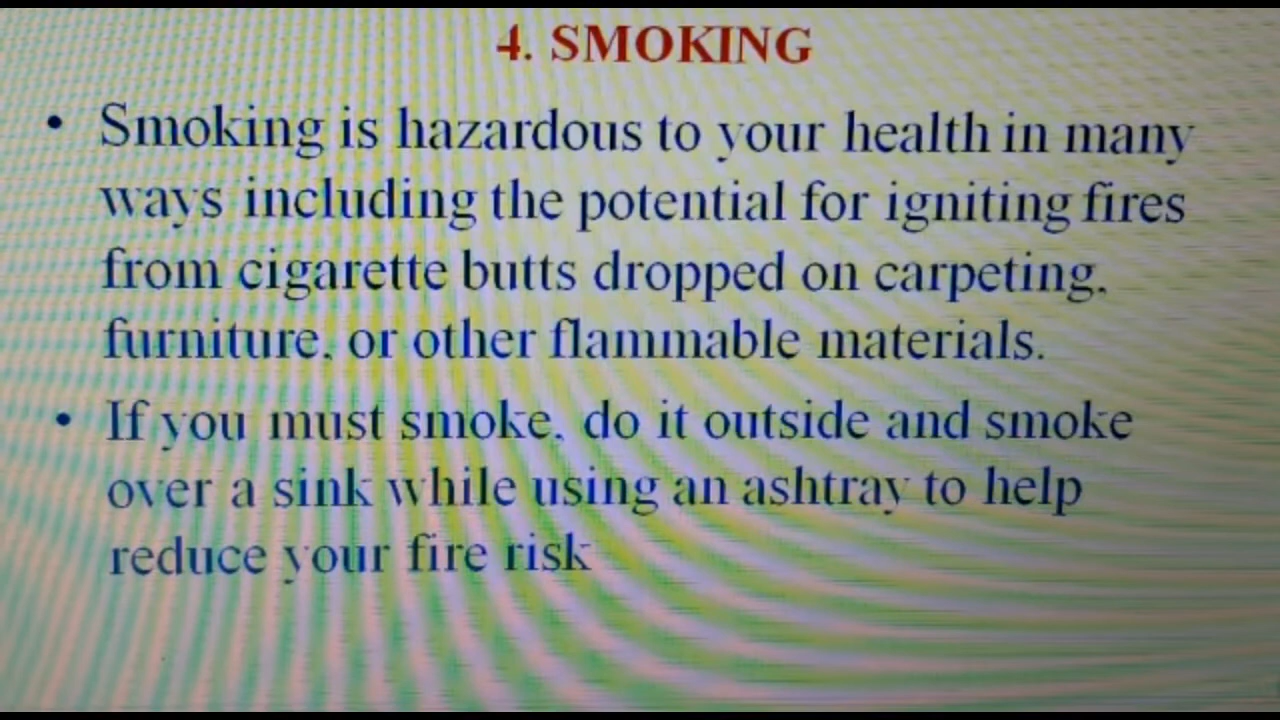 4. SMOKING
• Smoking is hazardous to your health in many
ways including the potential for igniting fires
from cigarette butts dropped on carpeting,
furniture, or other flammable materials.
• If you must smoke, do it outside and smoke
over a sink while using an ashtray to help
reduce your fire risk